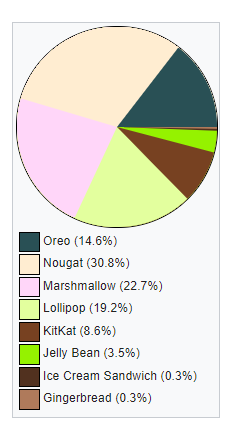 Oreo (14.6%)
Nougat (30.8%)
Marshmallow (22.7%)
Lollipop (19.2%)
KitKat (8.6%)
Jelly Bean (3.5%)
Ice Cream Sandwich (0.3%)
Gingerbread (0.3%)